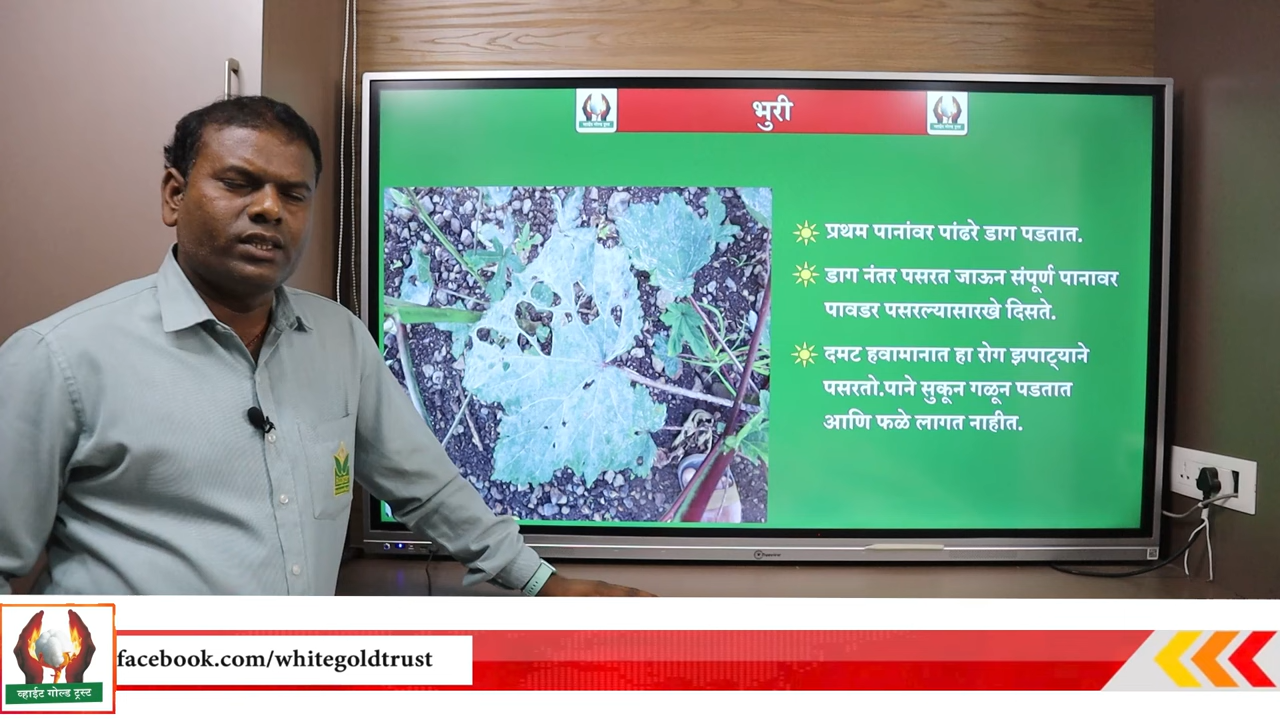 भुरी
प्रथम पानांवर पांढरे डाग पडतात.
डाग नंतर पसरत जाऊन संपूर्ण पानावर
पावडर पसरल्यासारखे दिसते.
दमट हवामानात हा रोग झपाट्याने
पसरतो.पाने सुकून गळून पडतात
आणि फळे लागत नाहीत.
facebook.com/whitegoldtrust
व्हाईट गोल्ड ट्रस्ट